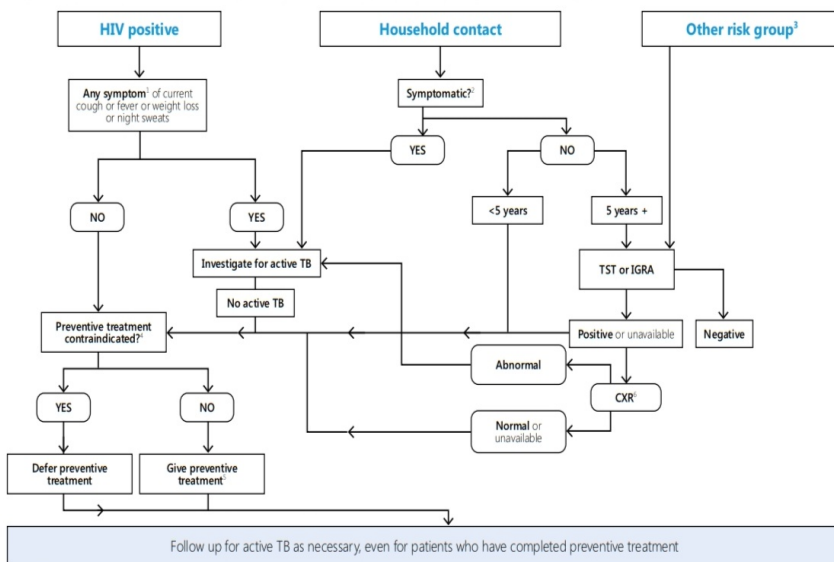 HIV positive
Household contact
Other risk group³
Any symptom¹ of current
cough or fever or weight loss
or night sweats
Symptomatic?²
YES
NO
NO
YES
<5 years
5 years +
Investigate for active TB
TST or IGRA
No active TB
Preventive treatment
contraindicated?⁴
Positive or unavailable
Negative
Abnormal
CXR⁶
YES
NO
Normal or
unavailable
Defer preventive
treatment
Give preventive
treatment⁵
Follow up for active TB as necessary, even for patients who have completed preventive treatment